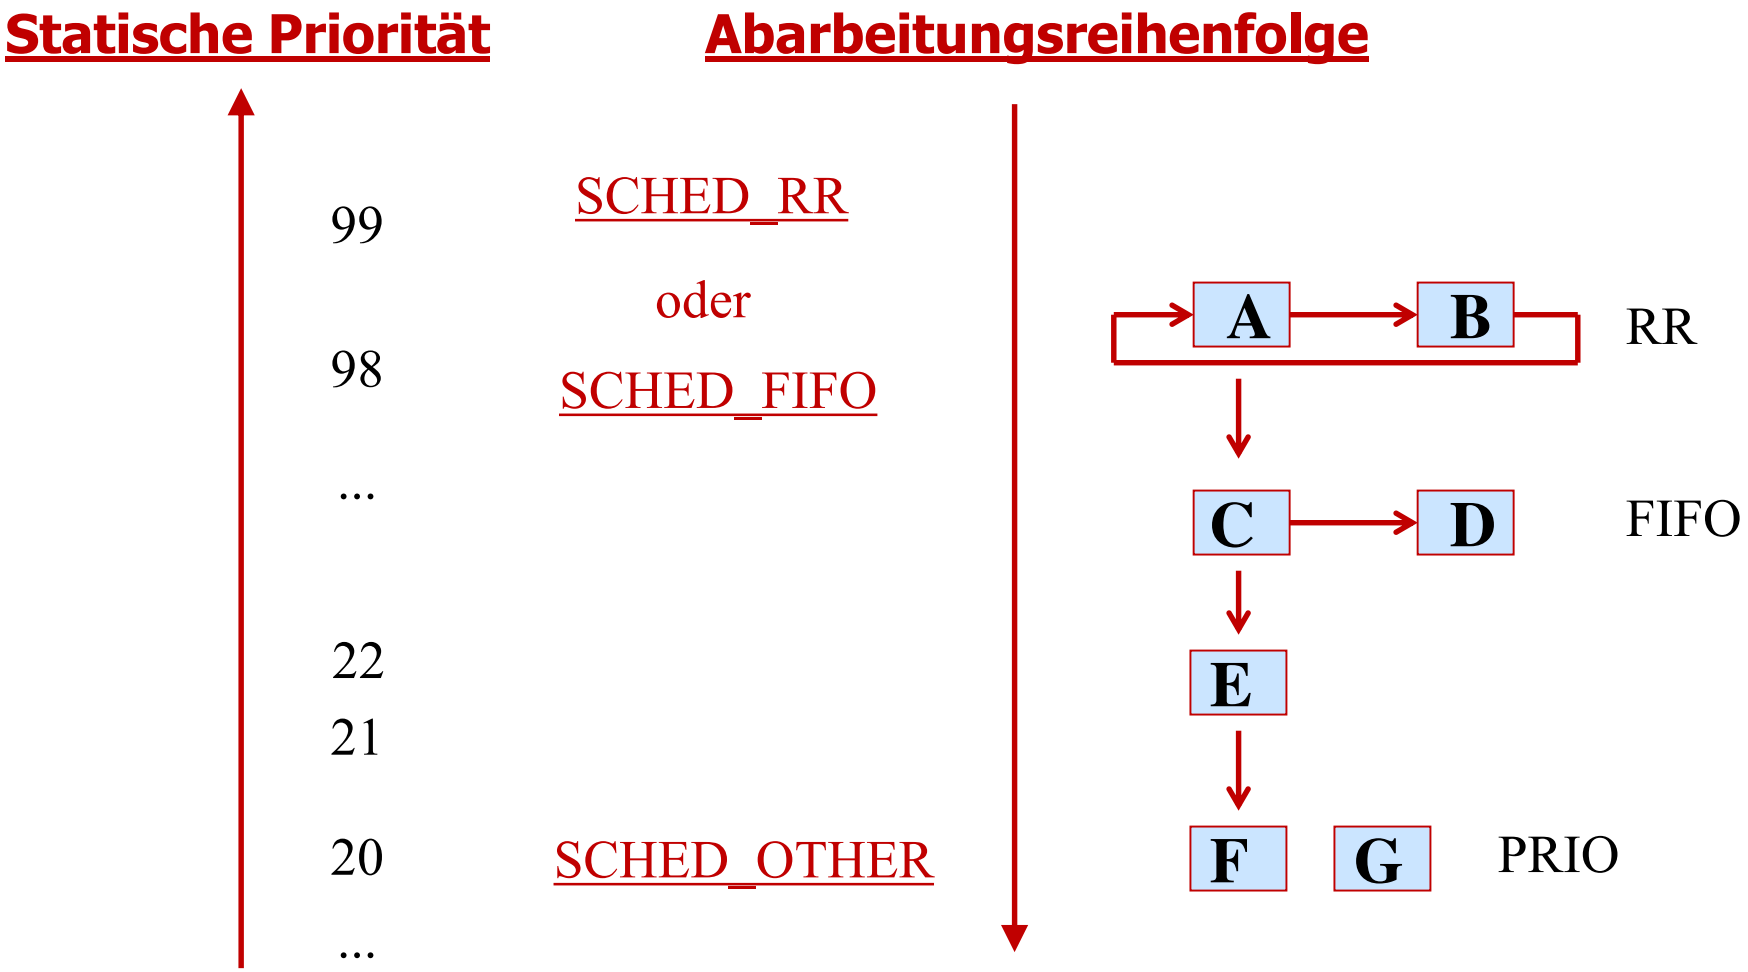 Statische Priorität
Abarbeitungsreihenfolge
99
SCHED_RR
oder
98
SCHED_FIFO
A
B
RR
...
C
D
FIFO
22
E
21
20
SCHED_OTHER
F
G
PRIO
...